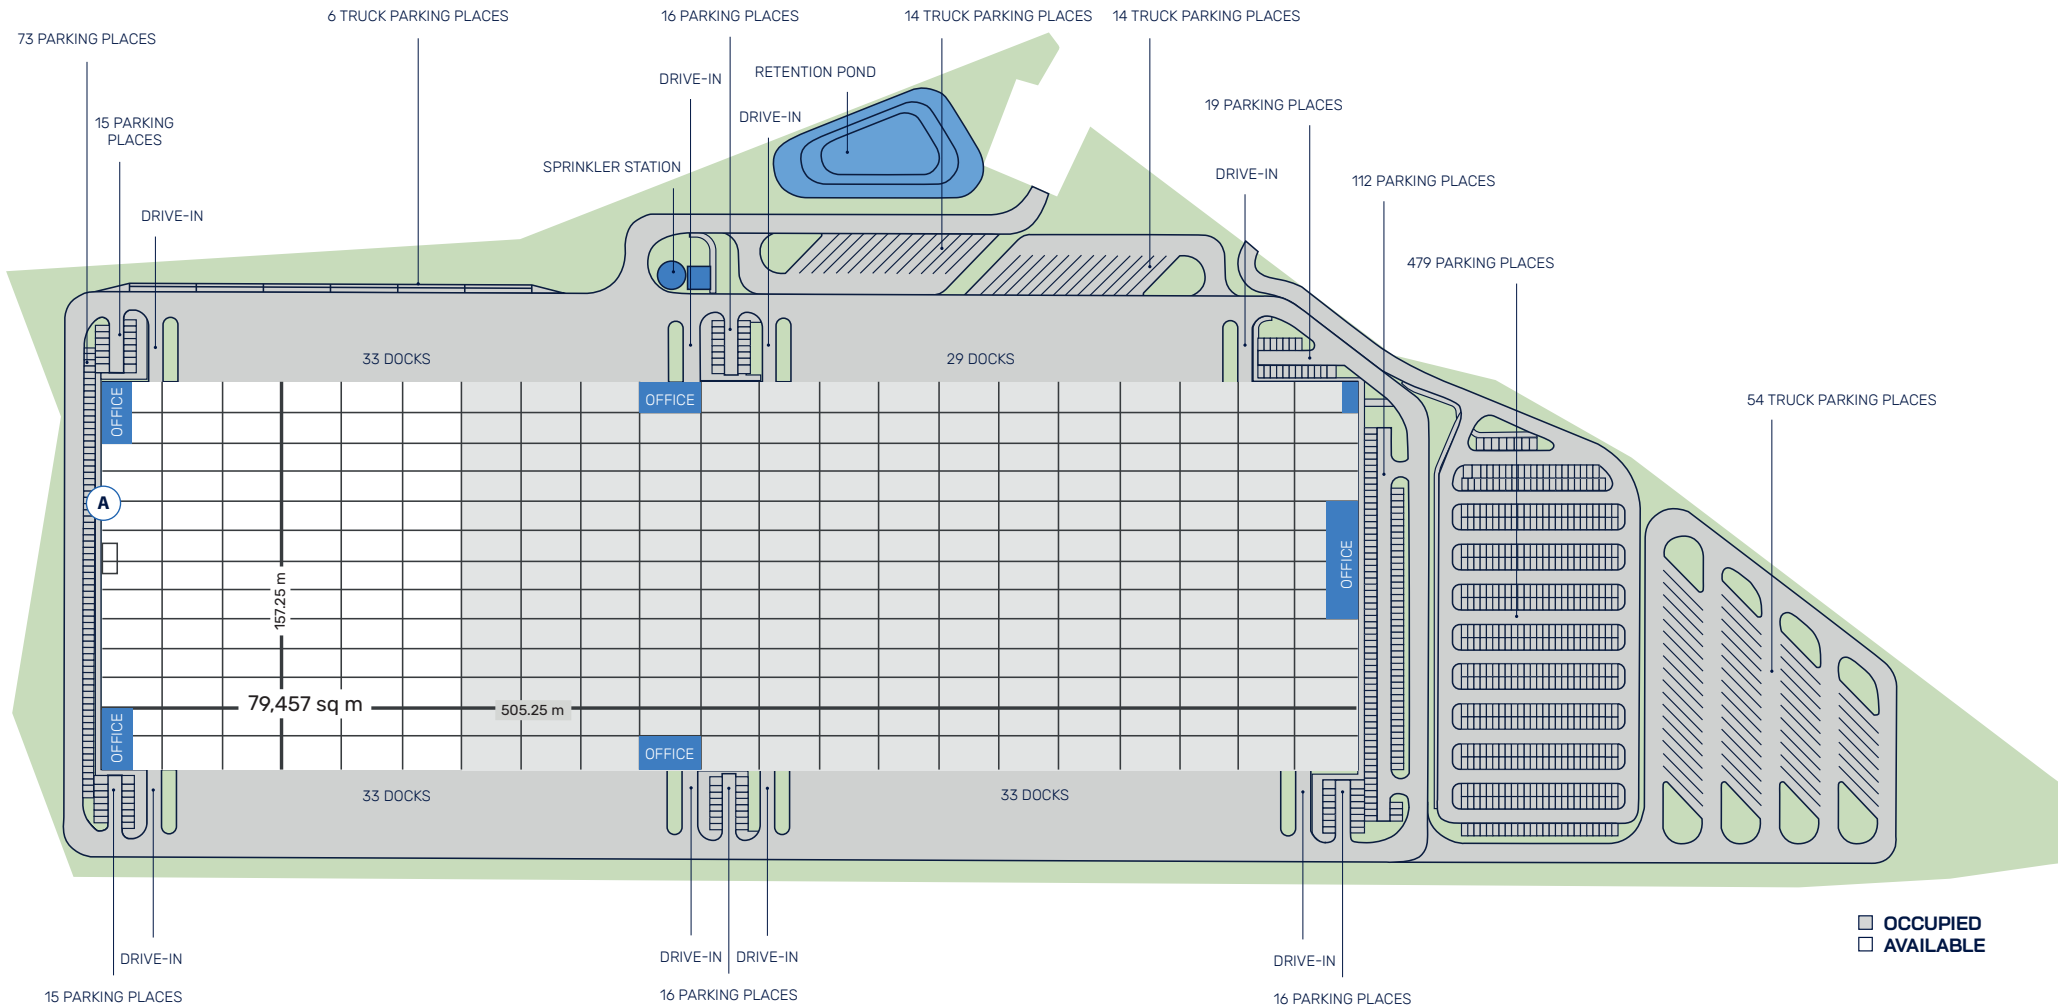 6 TRUCK PARKING PLACES
16 PARKING PLACES
14 TRUCK PARKING PLACES
14 TRUCK PARKING PLACES
73 PARKING PLACES
DRIVE-IN
RETENTION POND
19 PARKING PLACES
15 PARKING
PLACES
DRIVE-IN
SPRINKLER STATION
DRIVE-IN
112 PARKING PLACES
DRIVE-IN
479 PARKING PLACES
33 DOCKS
29 DOCKS
OFFICE
OFFICE
54 TRUCK PARKING PLACES
A
OFFICE
157.25 m
79,457 sq m
505.25 m
OFFICE
OFFICE
33 DOCKS
33 DOCKS
OCCUPIED
AVAILABLE
DRIVE-IN
DRIVE-IN
DRIVE-IN
DRIVE-IN
15 PARKING PLACES
16 PARKING PLACES
16 PARKING PLACES